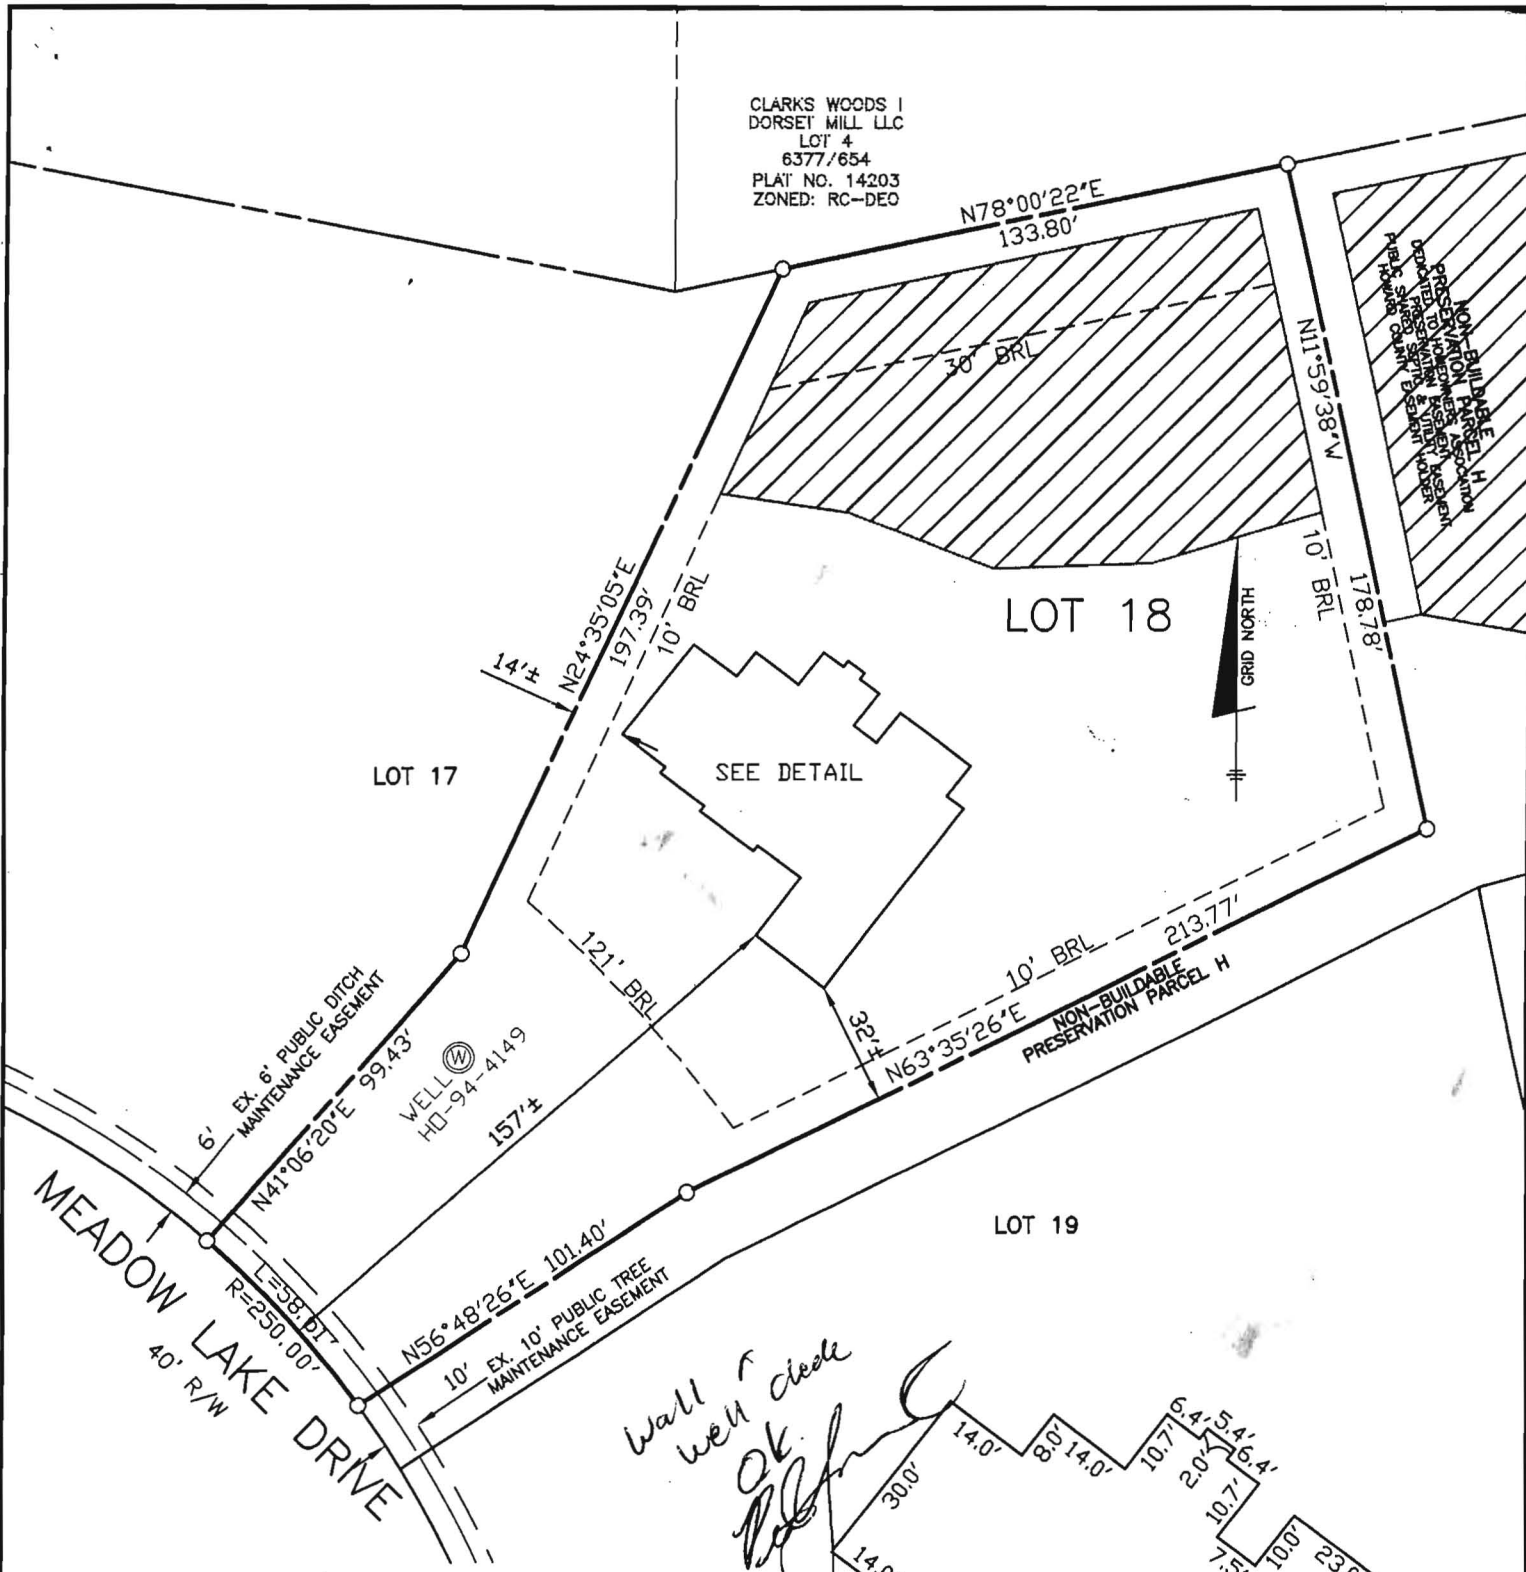 CLARKS WOODS I
DORSET MILL LLC
LOT 4
6377/654
PLAT NO. 14203
ZONED: RC-DEO
N78°00'22"E
133.80'
30' BRL
N11°59'38"W
178.78'
10' BRL
NON-BUILDABLE
PRESERVATION PARCEL H
DEDICATED TO HOMEOWNERS ASSOCIATION
PRESERVATION EASEMENT
PUBLIC SHARED SEPTIC & UTILITY EASEMENT
HOWARD COUNTY EASEMENT HOLDER
LOT 18
GRID NORTH
N24°35'05"E
197.39'
10' BRL
14'±
LOT 17
SEE DETAIL
121' BRL
10' BRL
213.77'
N63°35'26"E
NON-BUILDABLE
PRESERVATION PARCEL H
32'±
EX. 6' PUBLIC DITCH
MAINTENANCE EASEMENT
6'
N41°06'20"E 99.43'
WELL W
HO-94-4149
157'±
LOT 19
MEADOW LAKE DRIVE
40' R/W
L=58.61'
R=250.00'
N56°48'26"E 101.40'
10' EX. 10' PUBLIC TREE
MAINTENANCE EASEMENT
Wall
well
OK
14.0'
8.0'
14.0'
10.7'
6.4'
5.4'
2.0'
6.4'
10.7'
7.5
10.0'
23.
30.0'
14.0